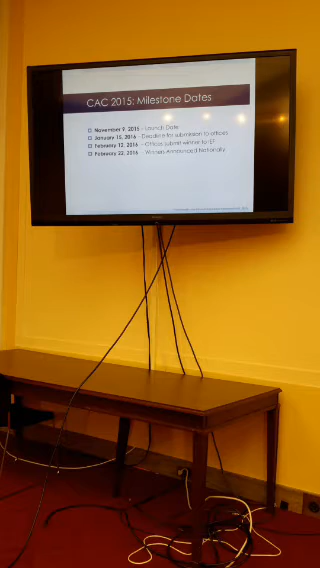 CAC 2015: Milestone Dates
November 9, 2015 - Launch Date
January 15, 2016 - Deadline for submission to offices
February 12, 2016 - Offices submit winner to IEF
February 22, 2016 - Winners Announced Nationally